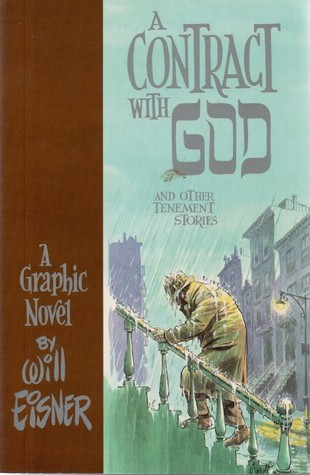 A
CONTRACT
WITH
GOD
AND OTHER
TENEMENT
STORIES
A
Graphic
Novel
BY
Will
EISNER